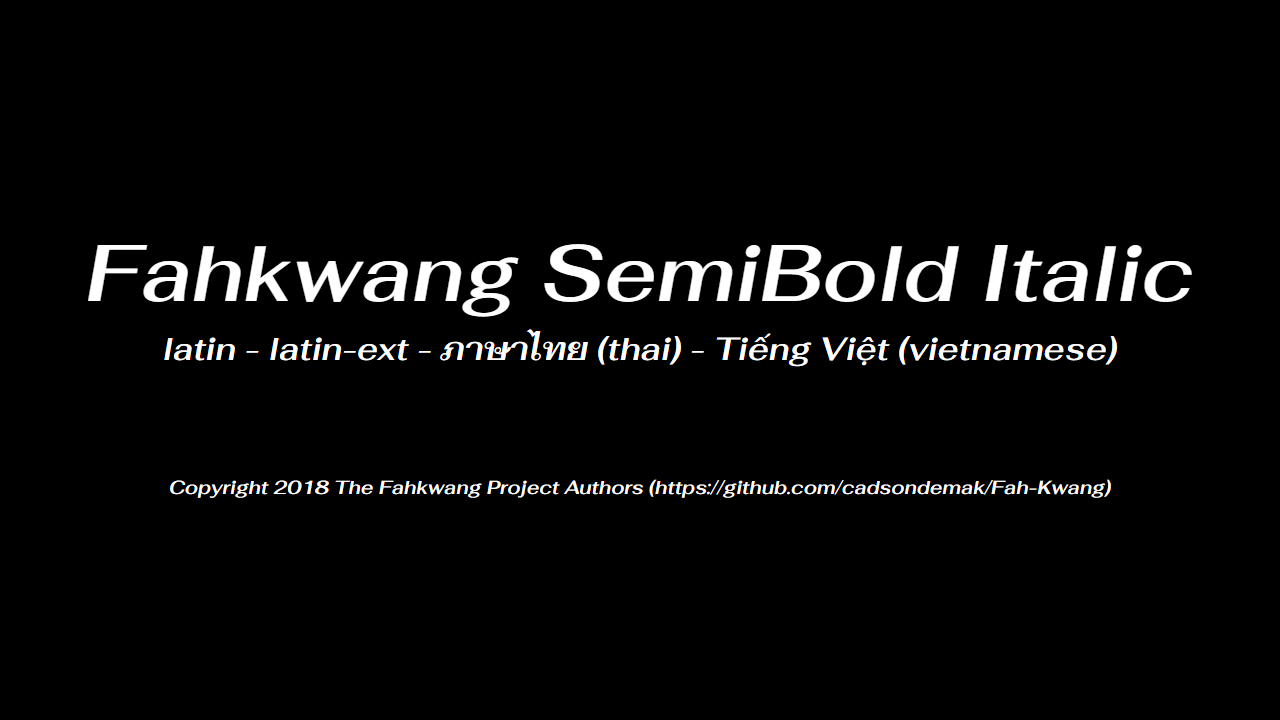 Fahkwang SemiBold Italic
latin - latin-ext - ภาษาไทย (thai) - Tiếng Việt (vietnamese)
Copyright 2018 The Fahkwang Project Authors (https://github.com/cadsondemak/Fah-Kwang)